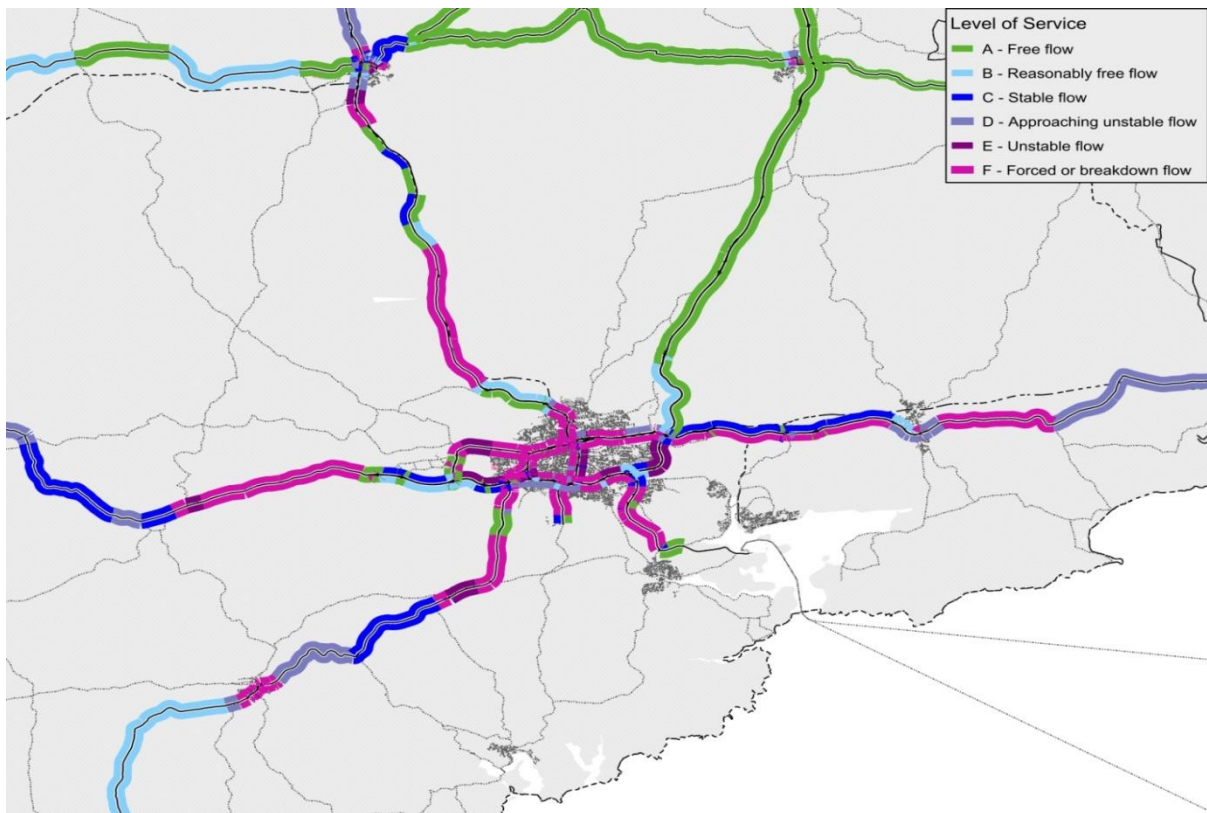 Level of Service
A - Free flow
B - Reasonably free flow
C - Stable flow
D - Approaching unstable flow
E - Unstable flow
F - Forced or breakdown flow